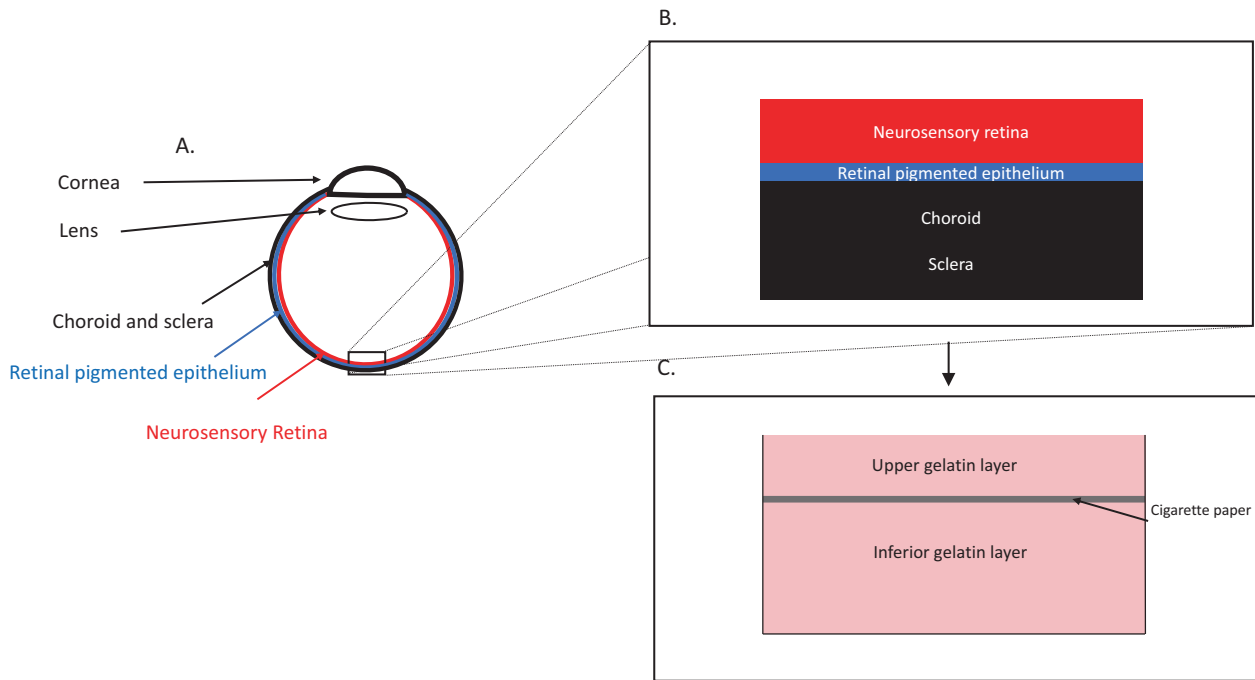 A.
Cornea
Lens
Choroid and sclera
Retinal pigmented epithelium
Neurosensory Retina
B.
Neurosensory retina
Retinal pigmented epithelium
Choroid
Sclera
C.
Upper gelatin layer
Cigarette paper
Inferior gelatin layer